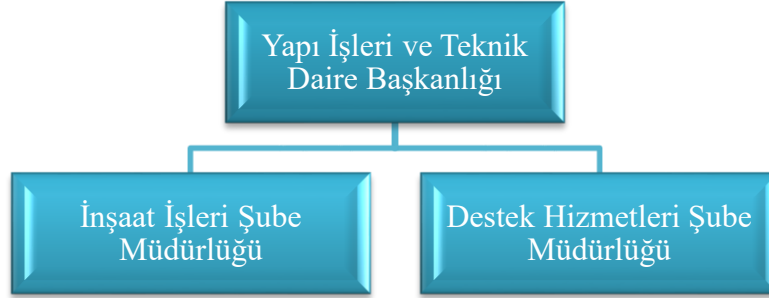 Yapı İşleri ve Teknik
Daire Başkanlığı
İnşaat İşleri Şube
Müdürlüğü
Destek Hizmetleri Şube
Müdürlüğü